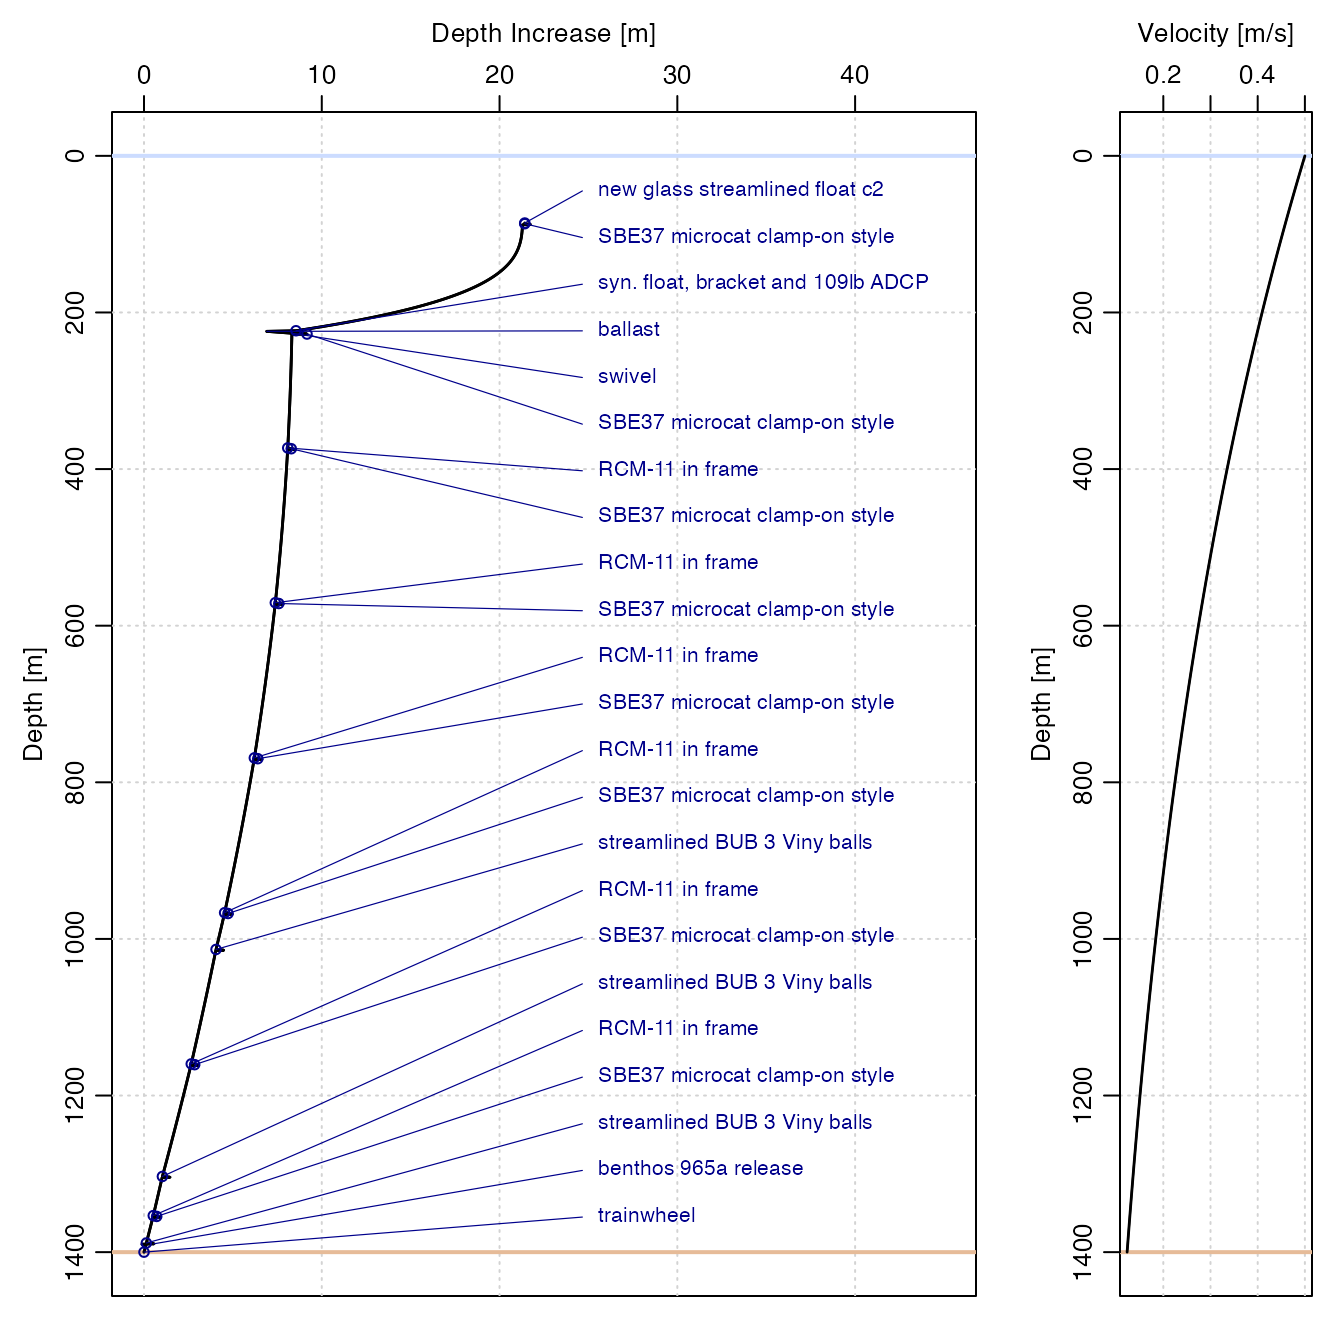 Depth Increase [m]
0 10 20 30 40
Depth [m]
0
200
400
600
800
1000
1200
1400
new glass streamlined float c2
SBE37 microcat clamp-on style
syn. float, bracket and 109lb ADCP
ballast
swivel
SBE37 microcat clamp-on style
RCM-11 in frame
SBE37 microcat clamp-on style
RCM-11 in frame
SBE37 microcat clamp-on style
RCM-11 in frame
SBE37 microcat clamp-on style
RCM-11 in frame
SBE37 microcat clamp-on style
streamlined BUB 3 Viny balls
RCM-11 in frame
SBE37 microcat clamp-on style
streamlined BUB 3 Viny balls
RCM-11 in frame
SBE37 microcat clamp-on style
streamlined BUB 3 Viny balls
benthos 965a release
trainwheel
Velocity [m/s]
0.2 0.4
Depth [m]
0
200
400
600
800
1000
1200
1400